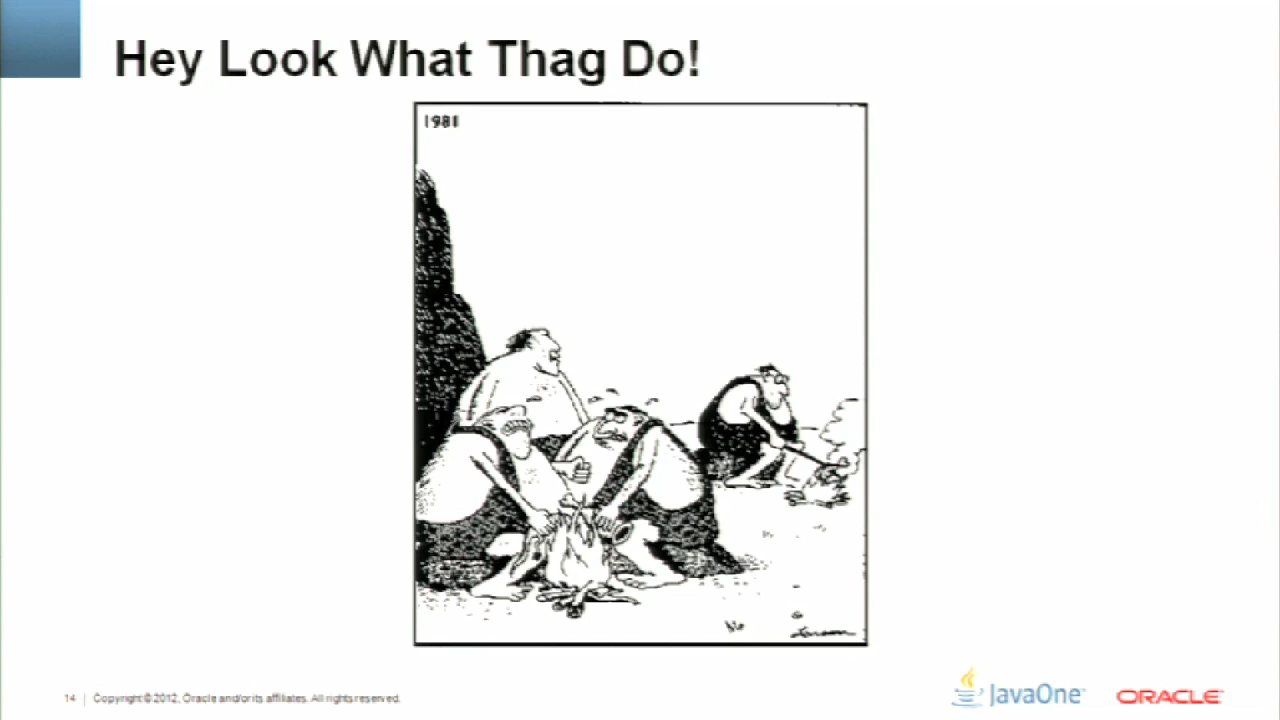 Hey Look What Thag Do!
1981
Larson
14 | Copyright © 2012, Oracle and/or its affiliates. All rights reserved.
JavaOne
ORACLE